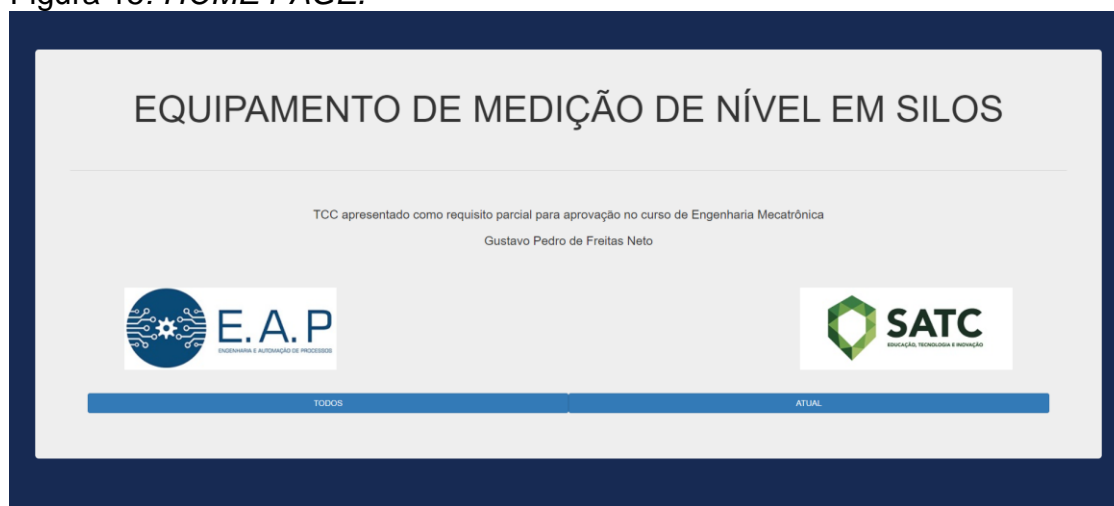 EQUIPAMENTO DE MEDIÇÃO DE NÍVEL EM SILOS
TCC apresentado como requisito parcial para aprovação no curso de Engenharia Mecatrônica
Gustavo Pedro de Freitas Neto
E.A.P
ENGENHARIA E AUTOMAÇÃO DE PROCESSOS
SATC
EDUCAÇÃO, TECNOLOGIA E INOVAÇÃO
TODOS
ATUAL